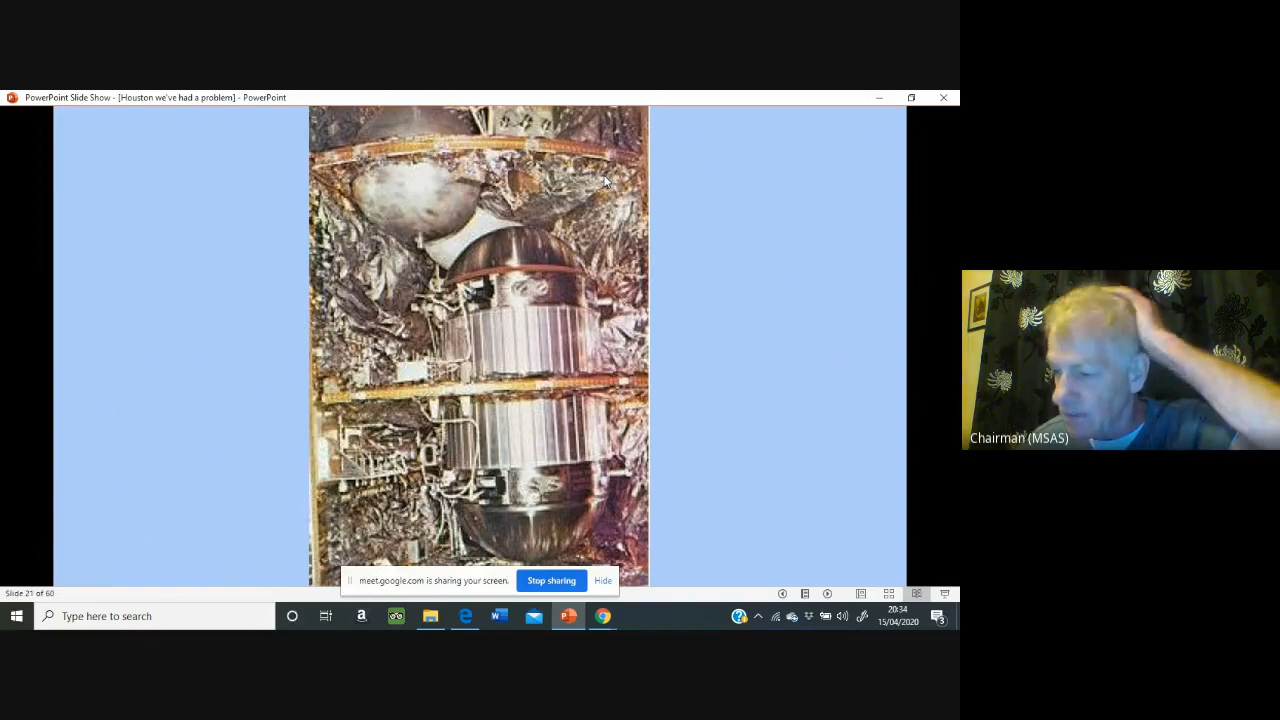 PowerPoint Slide Show - [Houston we've had a problem] - PowerPoint
Chairman (MSAS)
meet.google.com is sharing your screen.
Stop sharing
Hide
Slide 21 of 60
Type here to search
20:34
15/04/2020
3